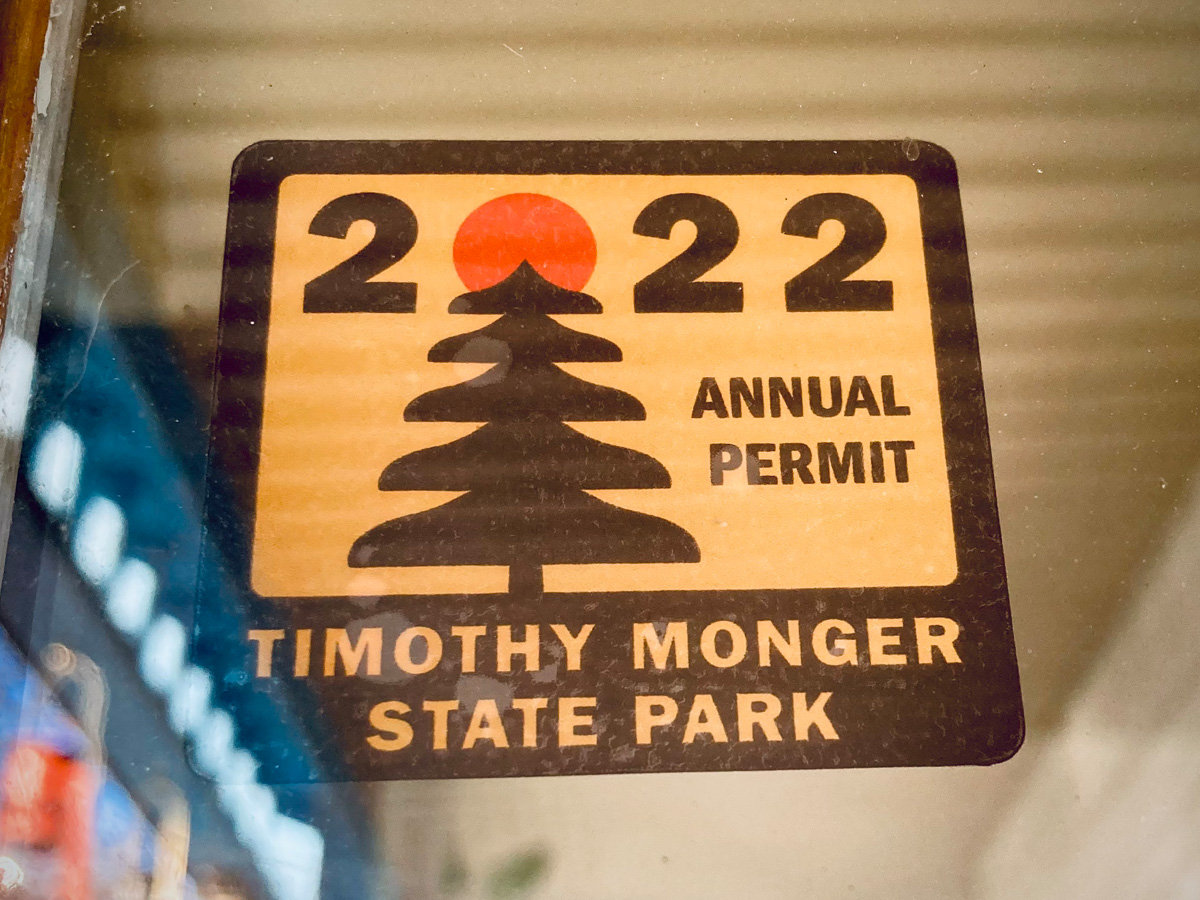 2022
ANNUAL
PERMIT
TIMOTHY MONGER
STATE PARK